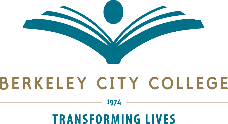 BERKELEY CITY COLLEGE
1974
TRANSFORMING LIVES